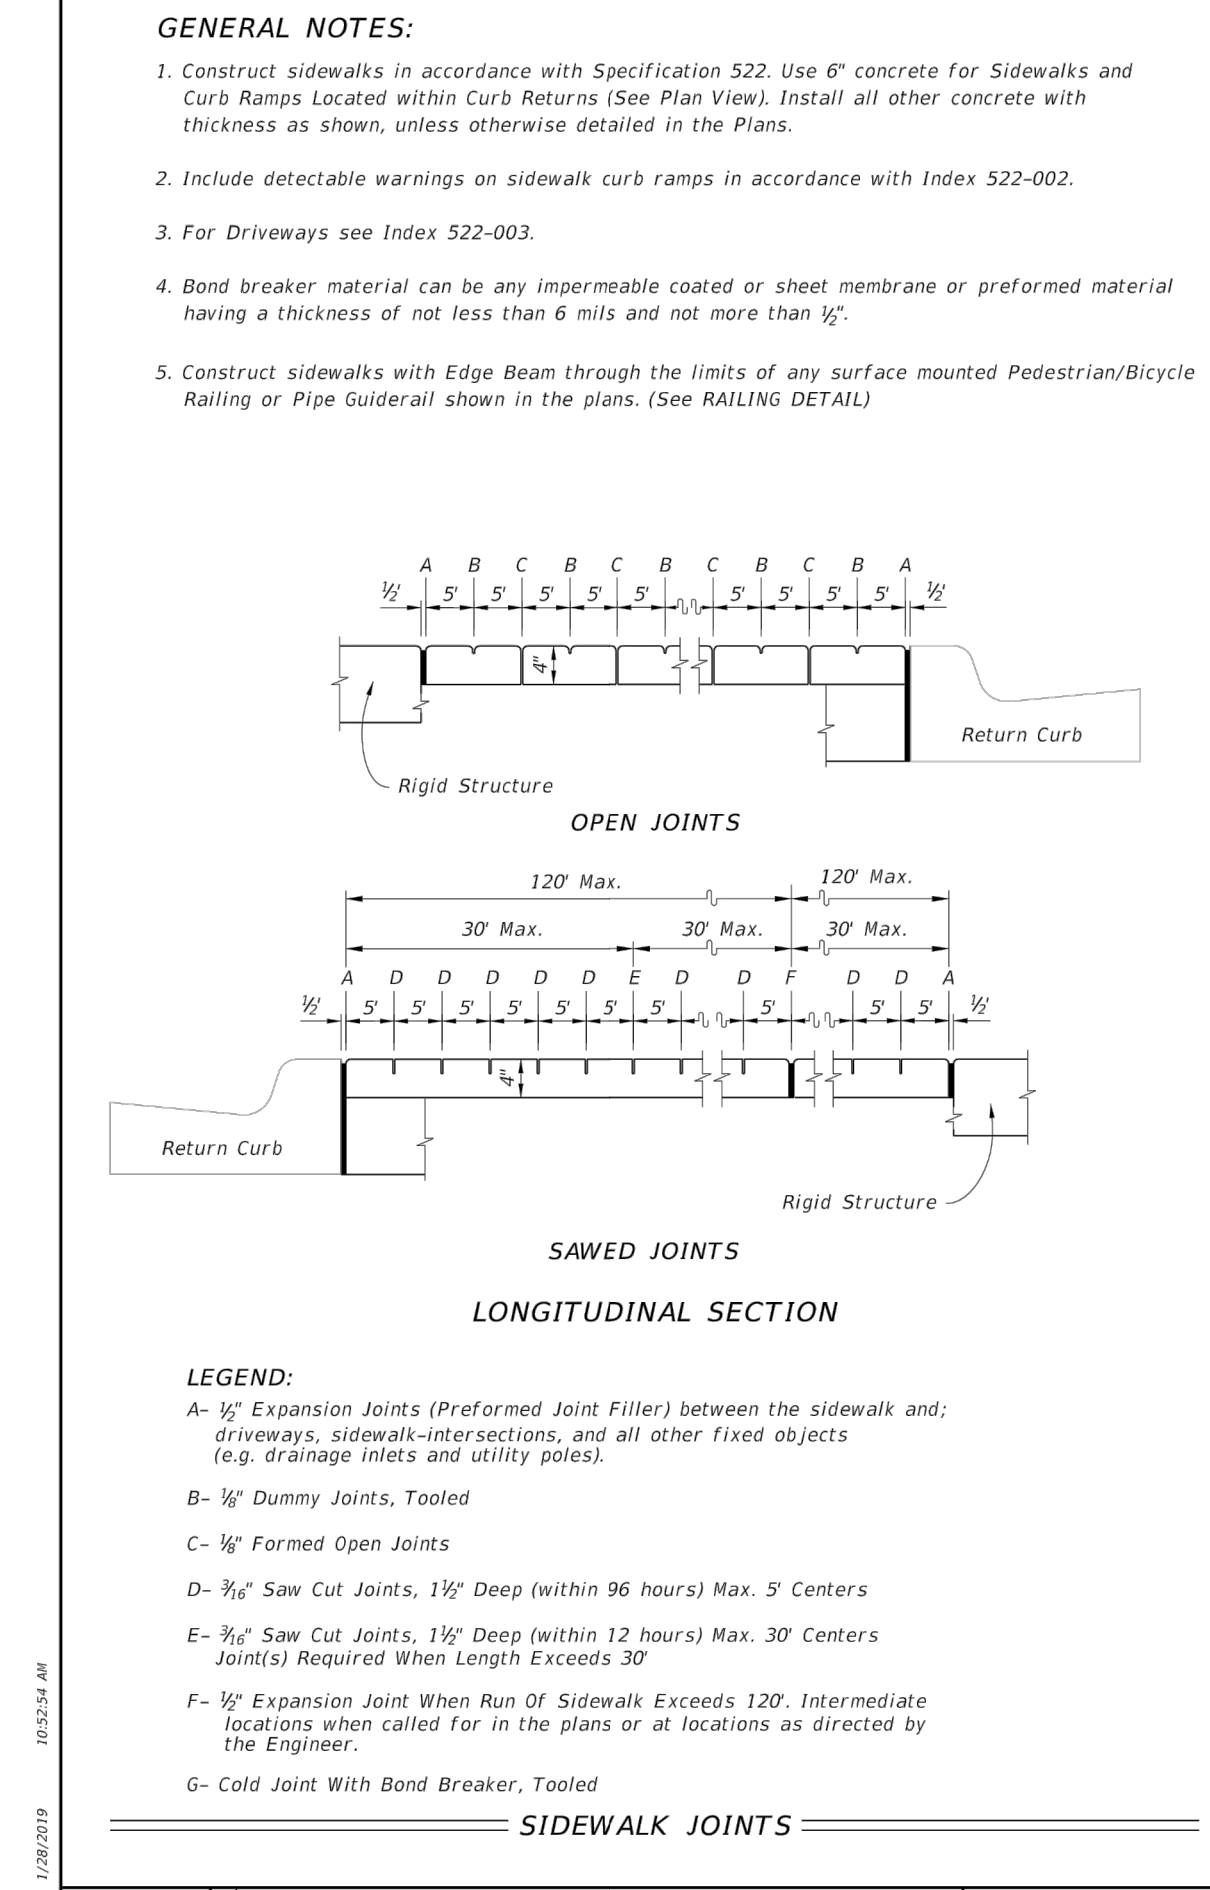 GENERAL NOTES:
1. Construct sidewalks in accordance with Specification 522. Use 6" concrete for Sidewalks and
Curb Ramps Located within Curb Returns (See Plan View). Install all other concrete with
thickness as shown, unless otherwise detailed in the Plans.
2. Include detectable warnings on sidewalk curb ramps in accordance with Index 522-002.
3. For Driveways see Index 522-003.
4. Bond breaker material can be any impermeable coated or sheet membrane or preformed material
having a thickness of not less than 6 mils and not more than ½".
5. Construct sidewalks with Edge Beam through the limits of any surface mounted Pedestrian/Bicycle
Railing or Pipe Guiderail shown in the plans. (See RAILING DETAIL)
A B C B C B C B C B A
½' 5' 5' 5' 5' 5' 5' 5' 5' 5' ½'
4"
Return Curb
Rigid Structure
OPEN JOINTS
120' Max. 120' Max.
30' Max. 30' Max. 30' Max.
A D D D D D E D D F D D A
½' 5' 5' 5' 5' 5' 5' 5' 5' 5' 5' ½'
4"
Return Curb
Rigid Structure
SAWED JOINTS
LONGITUDINAL SECTION
LEGEND:
A- ½" Expansion Joints (Preformed Joint Filler) between the sidewalk and;
driveways, sidewalk-intersections, and all other fixed objects
(e.g. drainage inlets and utility poles).
B- ⅛" Dummy Joints, Tooled
C- ⅛" Formed Open Joints
D- 3/16" Saw Cut Joints, 1½" Deep (within 96 hours) Max. 5' Centers
E- 3/16" Saw Cut Joints, 1½" Deep (within 12 hours) Max. 30' Centers
Joint(s) Required When Length Exceeds 30'
F- ½" Expansion Joint When Run Of Sidewalk Exceeds 120'. Intermediate
locations when called for in the plans or at locations as directed by
the Engineer.
G- Cold Joint With Bond Breaker, Tooled
SIDEWALK JOINTS
1/28/2019 10:52:54 AM